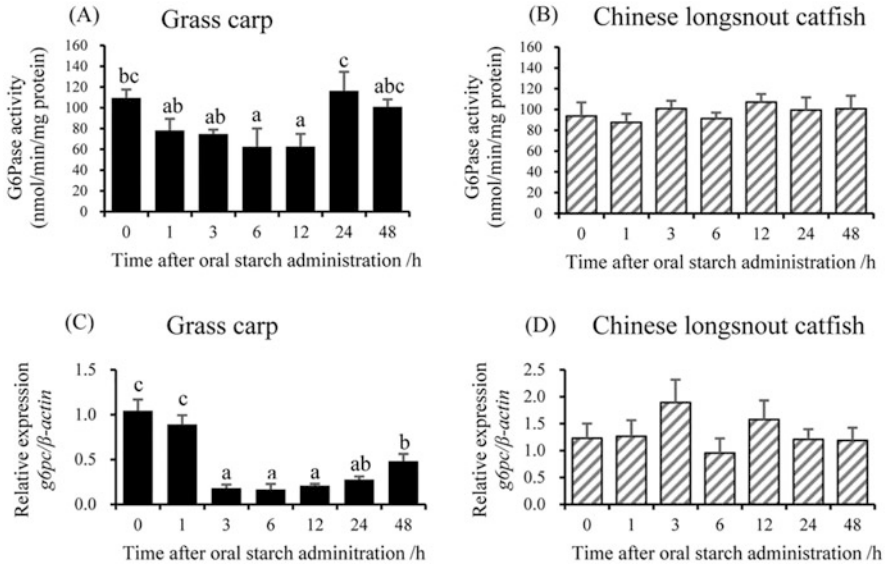 (A) Grass carp
G6Pase activity
(nmol/min/mg protein)
160
140
120
100
80
60
40
20
0
bc ab ab a a c abc
0 1 3 6 12 24 48
Time after oral starch administration /h
(B) Chinese longsnout catfish
G6Pase activity
(nmol/min/mg protein)
160
140
120
100
80
60
40
20
0
0 1 3 6 12 24 48
Time after oral starch administration /h
(C) Grass carp
Relative expression
g6pc/β-actin
1.5
1.0
0.5
0.0
c c a a a ab b
0 1 3 6 12 24 48
Time after oral starch adminitration /h
(D) Chinese longsnout catfish
Relative expression
g6pc/β-actin
2.5
2.0
1.5
1.0
0.5
0.0
0 1 3 6 12 24 48
Time after oral starch adminitration /h